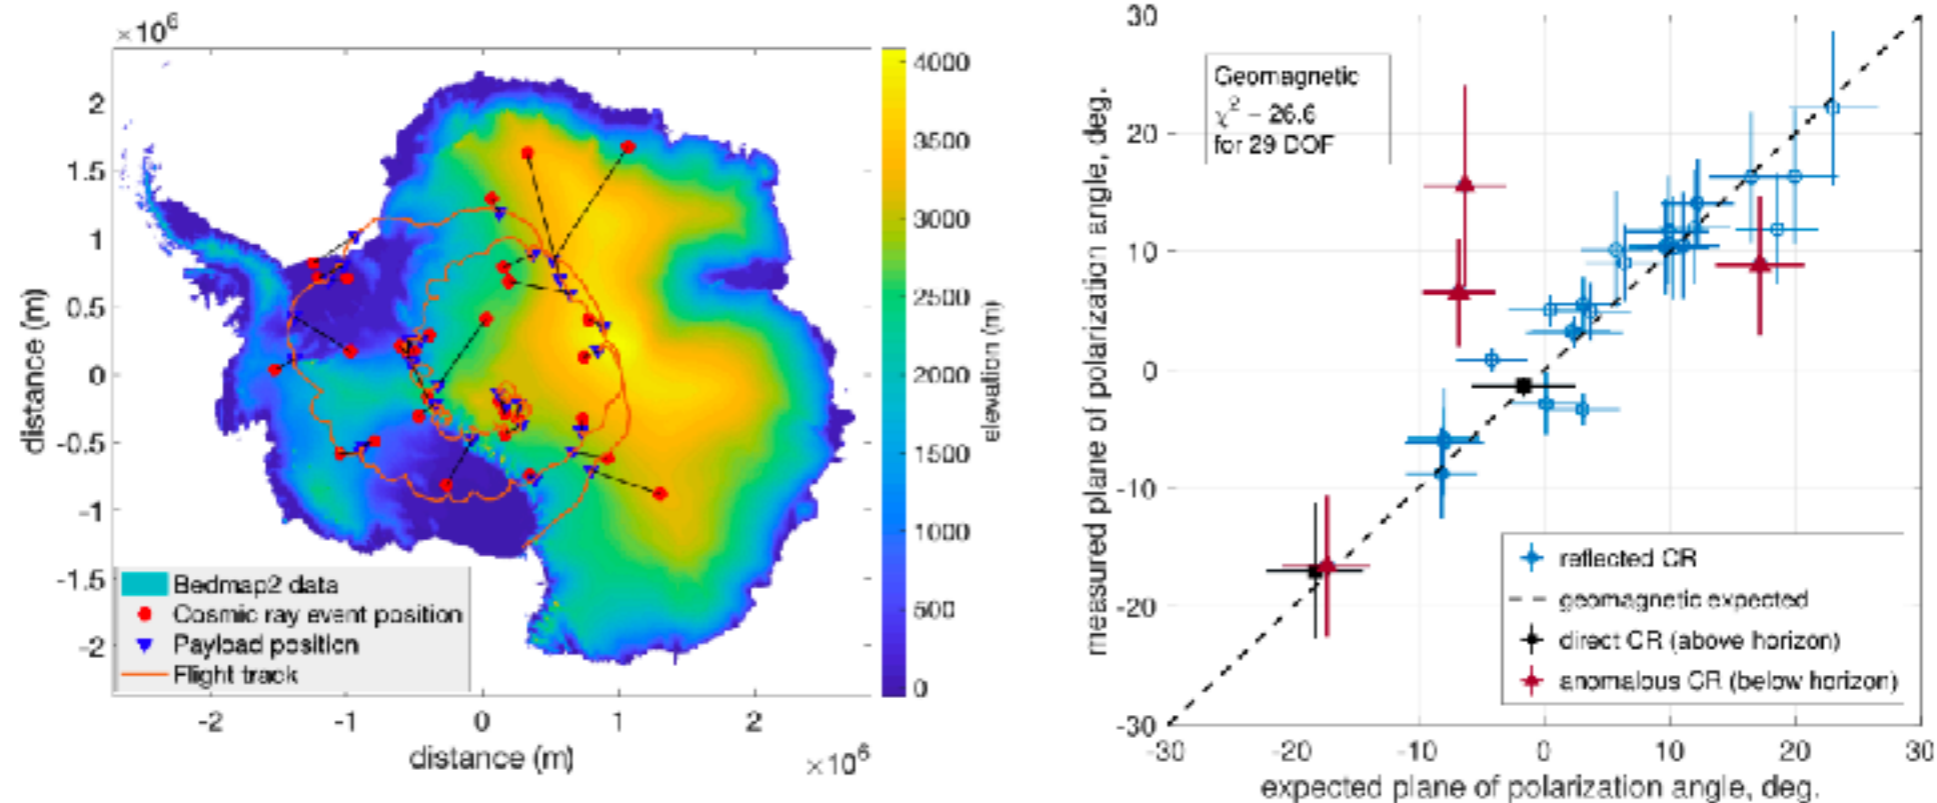 ×10⁶
2
1.5
1
0.5
0
-0.5
-1
-1.5
-2
distance (m)
-2 -1 0 1 2
distance (m)
×10⁶
Bedmap2 data
Cosmic ray event position
Payload position
Flight track
4000
3500
3000
2500
2000
1500
1000
500
0
elevation (m)
30
20
10
0
-10
-20
-30
measured plane of polarization angle, deg.
Geomagnetic
χ² − 26.6
for 29 DOF
reflected CR
geomagnetic expected
direct CR (above horizon)
anomalous CR (below horizon)
-30 -20 -10 0 10 20 30
expected plane of polarization angle, deg.